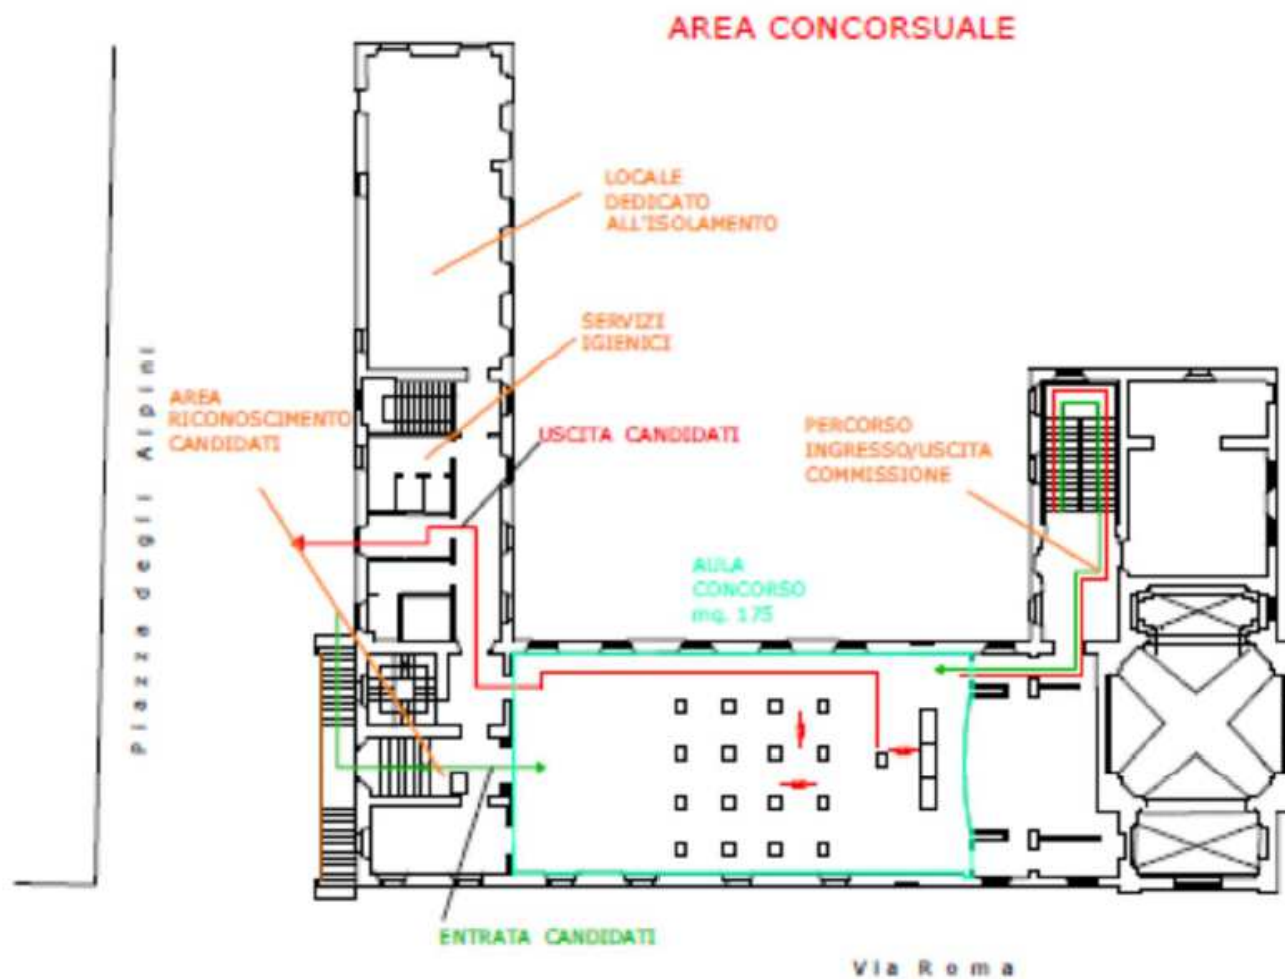 AREA CONCORSUALE
LOCALE
DEDICATO
ALL'ISOLAMENTO
SERVIZI
IGIENICI
AREA
RICONOSCIMENTO
CANDIDATI
USCITA CANDIDATI
PERCORSO
INGRESSO/USCITA
COMMISSIONE
AULA
CONCORSO
mq. 175
Piazza degli Alpini
ENTRATA CANDIDATI
Via Roma